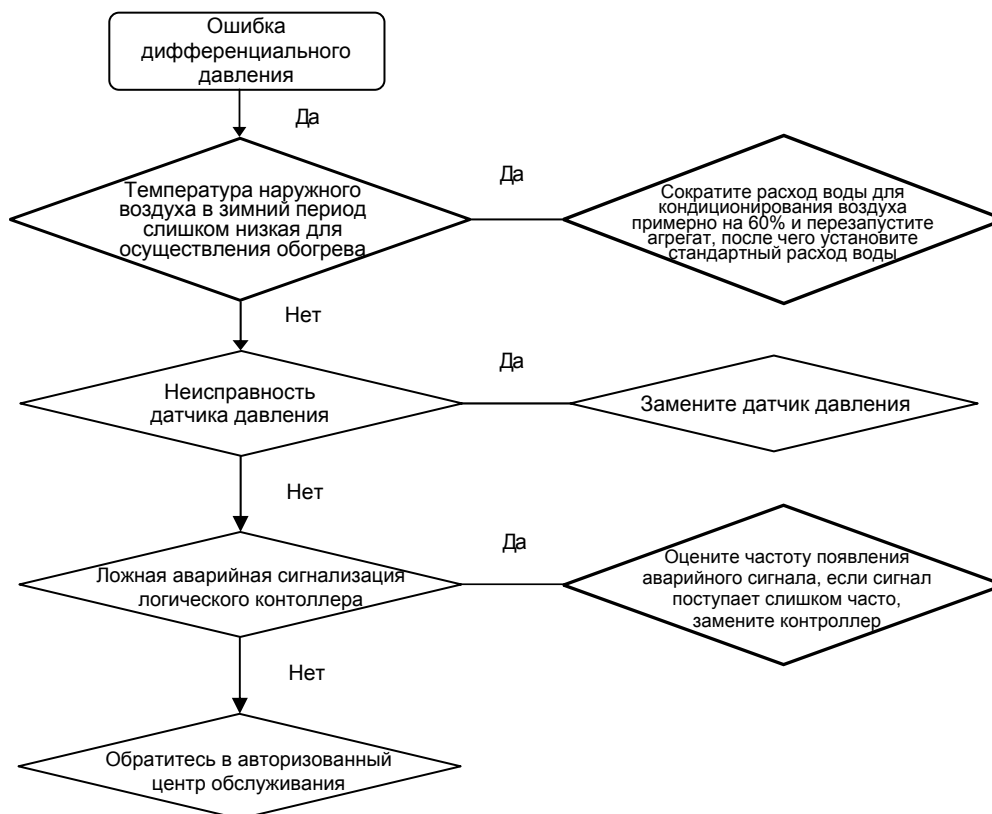 Ошибка
дифференциального
давления
Да
Температура наружного
воздуха в зимний период
слишком низкая для
осуществления обогрева
Да
Сократите расход воды для
кондиционирования воздуха
примерно на 60% и перезапустите
агрегат, после чего установите
стандартный расход воды
Нет
Неисправность
датчика давления
Да
Замените датчик давления
Нет
Ложная аварийная сигнализация
логического контоллера
Да
Оцените частоту появления
аварийного сигнала, если сигнал
поступает слишком часто,
замените контроллер
Нет
Обратитесь в авторизованный
центр обслуживания